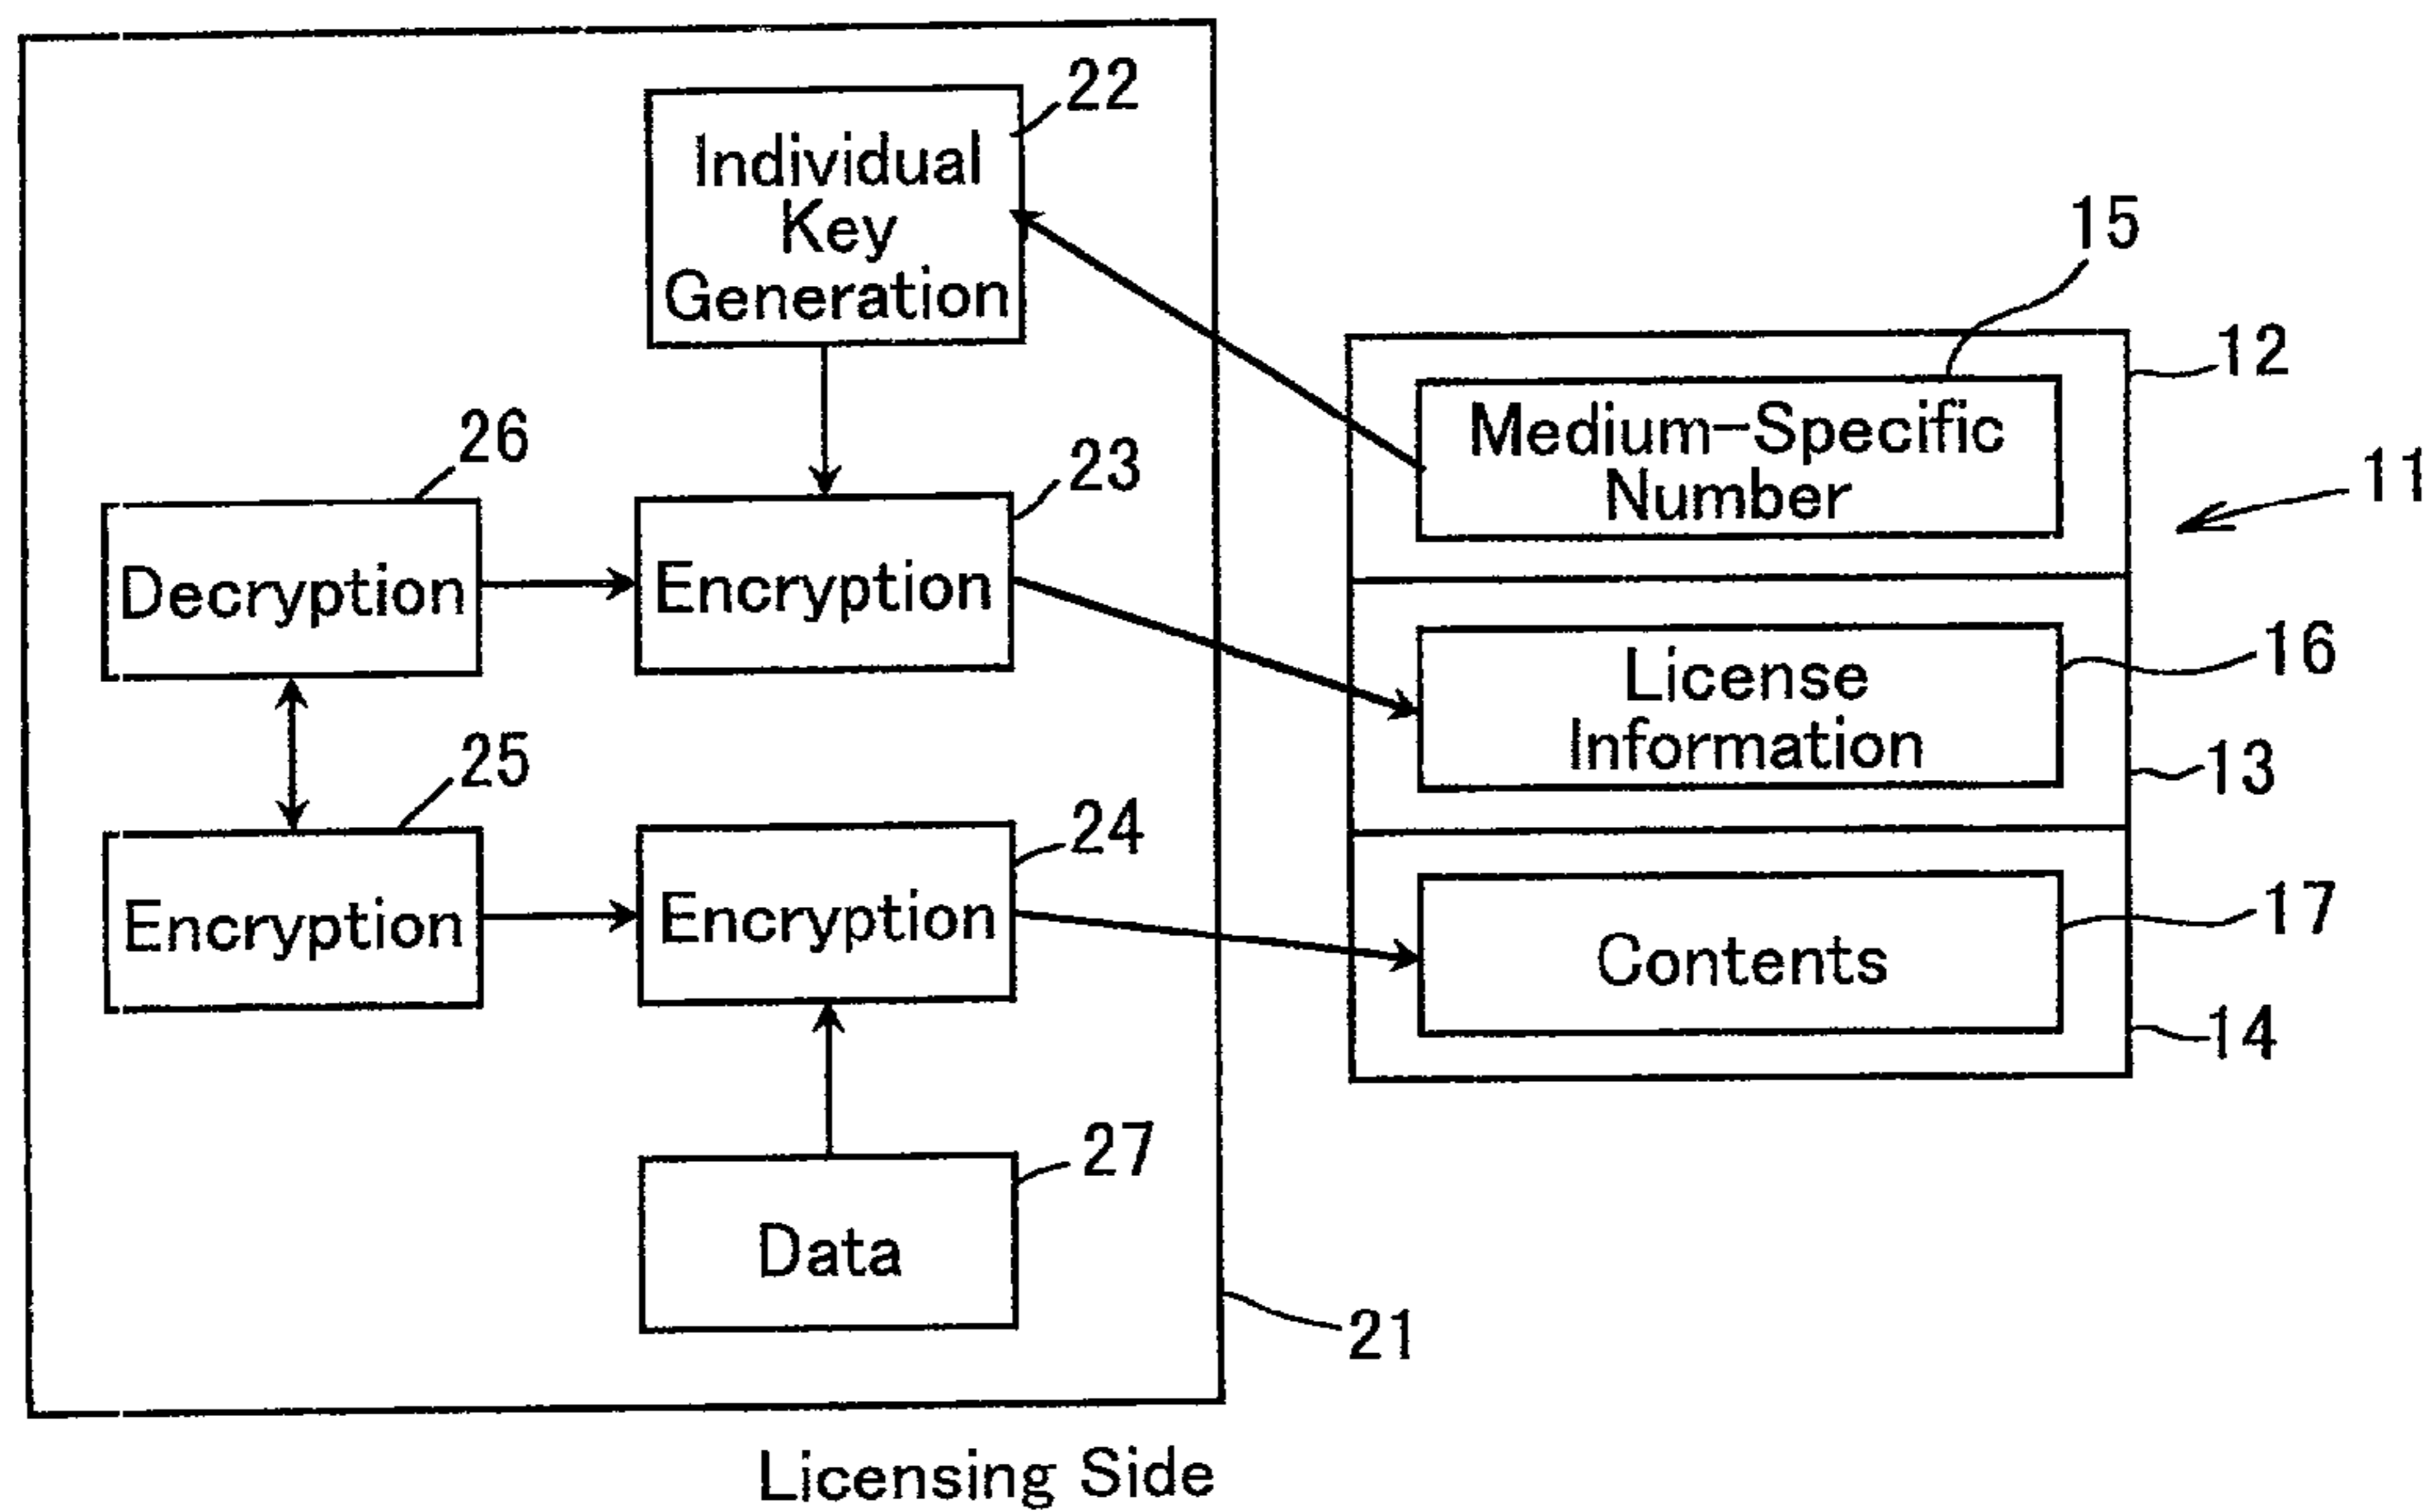 22
Individual
Key
Generation
15
12
Medium-Specific
Number
11
26
23
Decryption
Encryption
16
License
Information
13
25
24
Encryption
Encryption
17
Contents
14
27
Data
21
Licensing Side